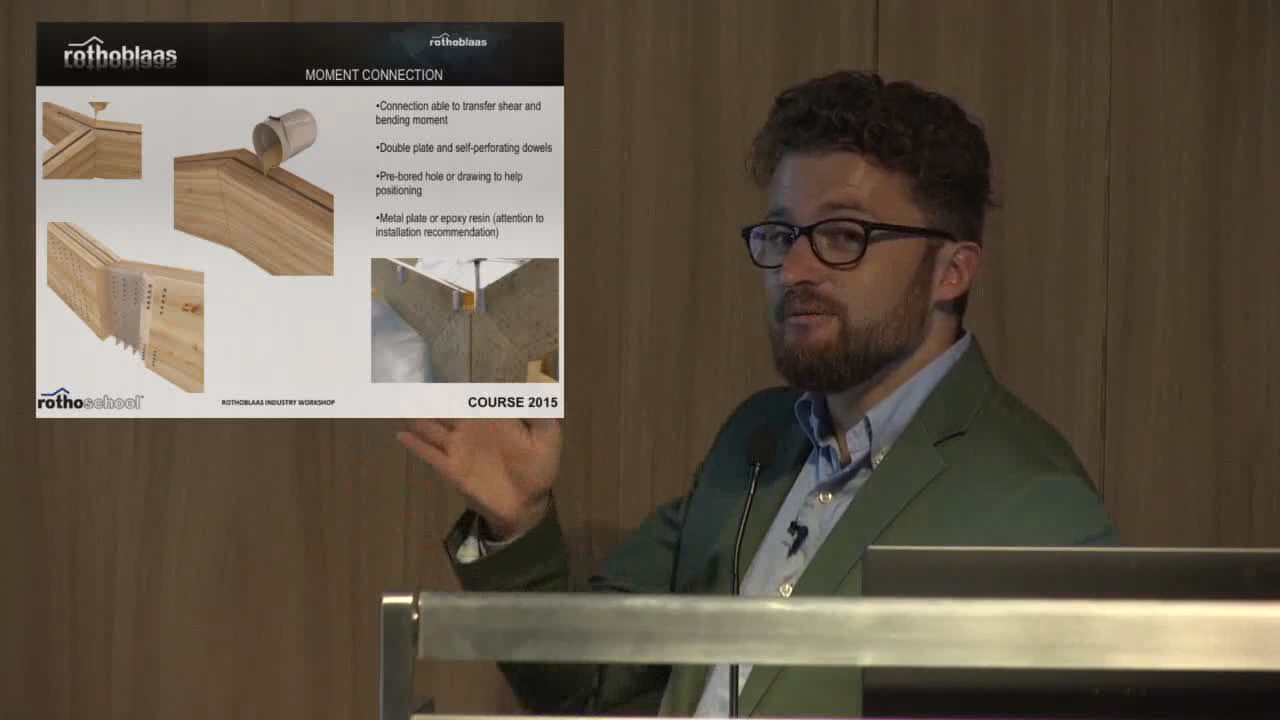 rothoblaas
rothoblaas
MOMENT CONNECTION
•Connection able to transfer shear and
bending moment
•Double plate and self-perforating dowels
•Pre-bored hole or drawing to help
positioning
•Metal plate or epoxy resin (attention to
installation recommendation)
rothoschool
ROTHOBLAAS INDUSTRY WORKSHOP
COURSE 2015